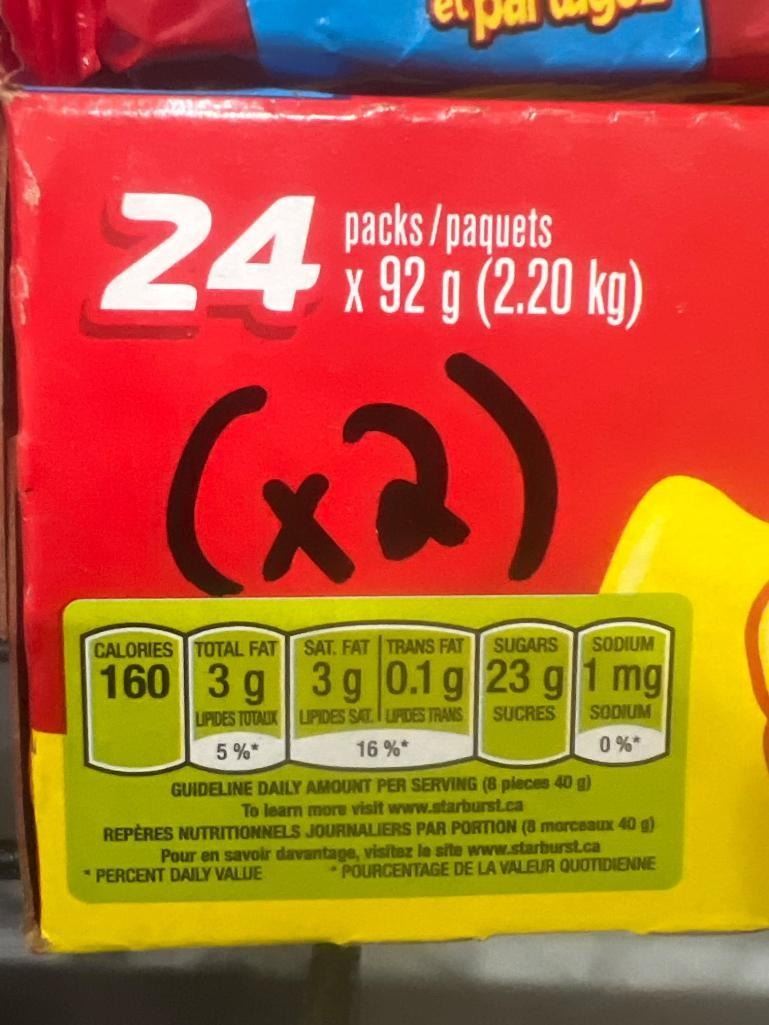 et partagez
24 packs/paquets
x 92 g (2.20 kg)
(x2)
CALORIES TOTAL FAT SAT. FAT TRANS FAT SUGARS SODIUM
160 3 g 3 g 0.1 g 23 g 1 mg
LIPIDES TOTAUX LIPIDES SAT. LIPIDES TRANS SUCRES SODIUM
5 %* 16 %* 0 %*
GUIDELINE DAILY AMOUNT PER SERVING (8 pieces 40 g)
To learn more visit www.starburst.ca
REPÈRES NUTRITIONNELS JOURNALIERS PAR PORTION (8 morceaux 40 g)
Pour en savoir davantage, visitez le site www.starburst.ca
* PERCENT DAILY VALUE * POURCENTAGE DE LA VALEUR QUOTIDIENNE